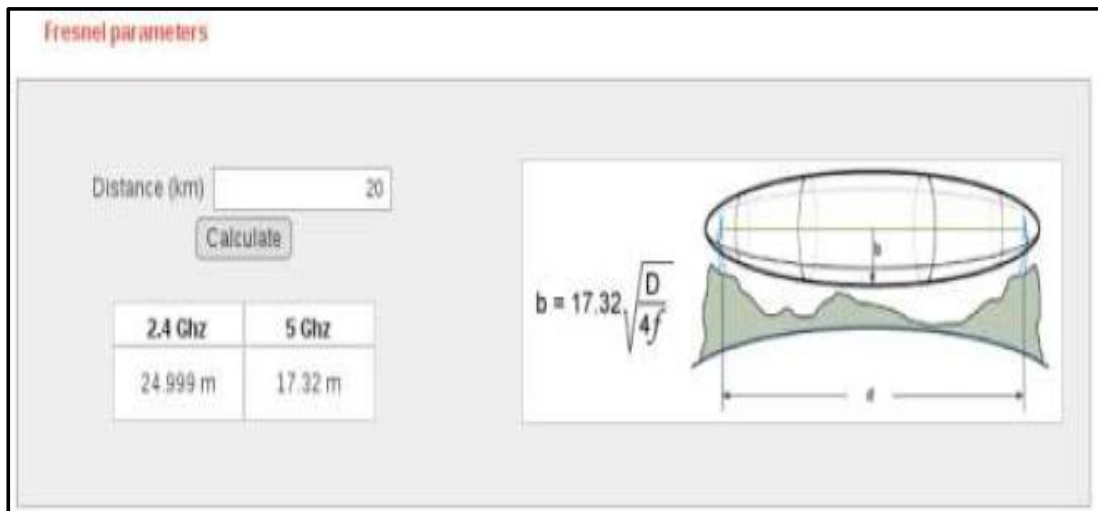 Fresnel parameters
Distance (km) 20
Calculate
2.4 Ghz 5 Ghz
24.999 m 17.32 m
b = 17.32 √(D/4f)
b
d